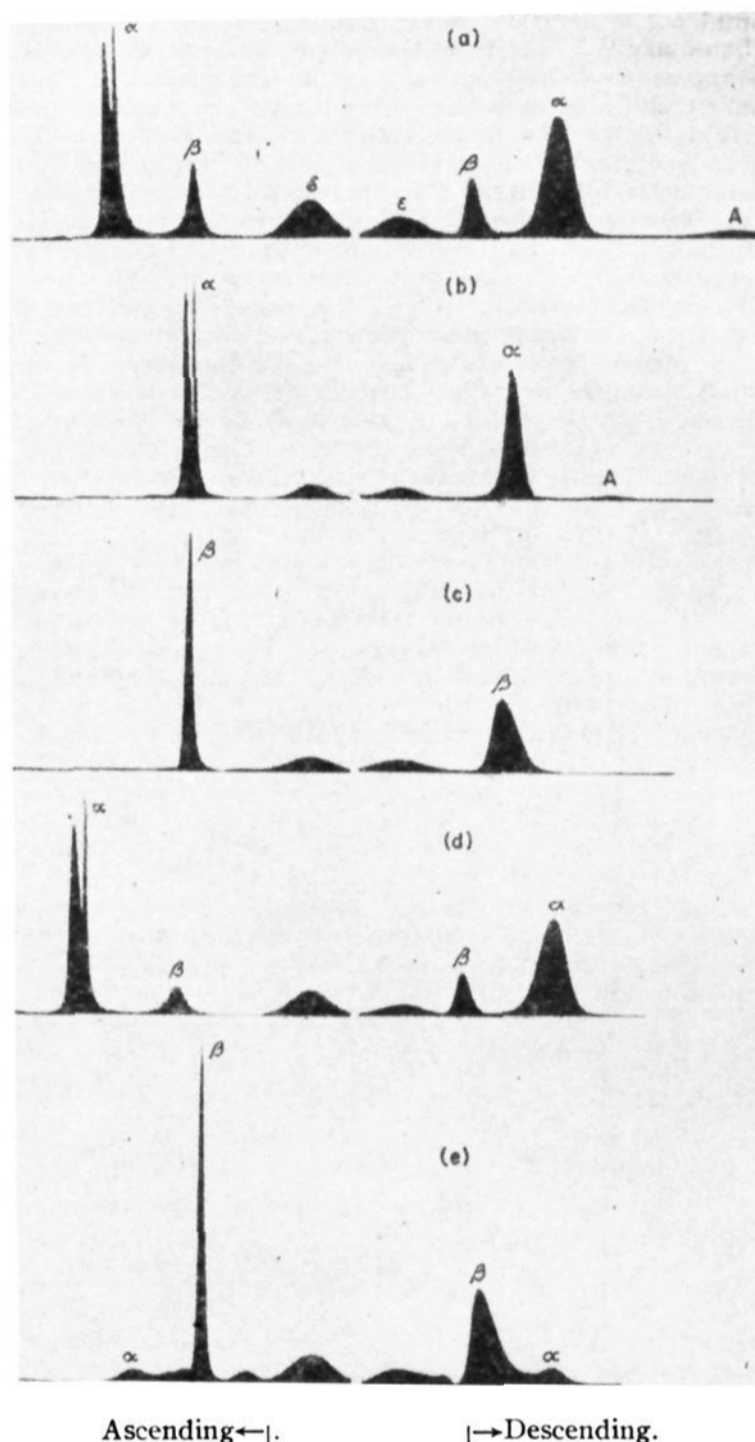 α (a) α
β β
ε ε A
α (b) α
A
β (c)
β
α (d) α
β β
β
(e)
β
α α
Ascending←|. |→Descending.